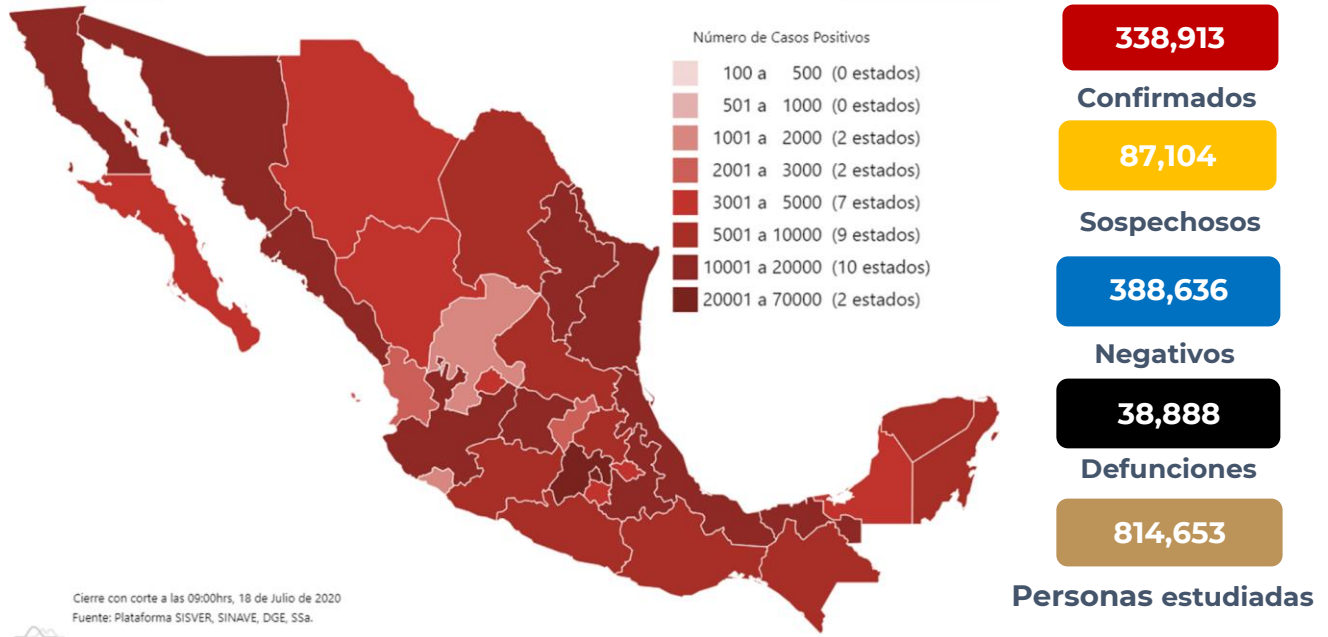 Número de Casos Positivos
100 a 500 (0 estados)
501 a 1000 (0 estados)
1001 a 2000 (2 estados)
2001 a 3000 (2 estados)
3001 a 5000 (7 estados)
5001 a 10000 (9 estados)
10001 a 20000 (10 estados)
20001 a 70000 (2 estados)
338,913
Confirmados
87,104
Sospechosos
388,636
Negativos
38,888
Defunciones
814,653
Personas estudiadas
Cierre con corte a las 09:00hrs, 18 de Julio de 2020
Fuente: Plataforma SISVER, SINAVE, DGE, SSa.